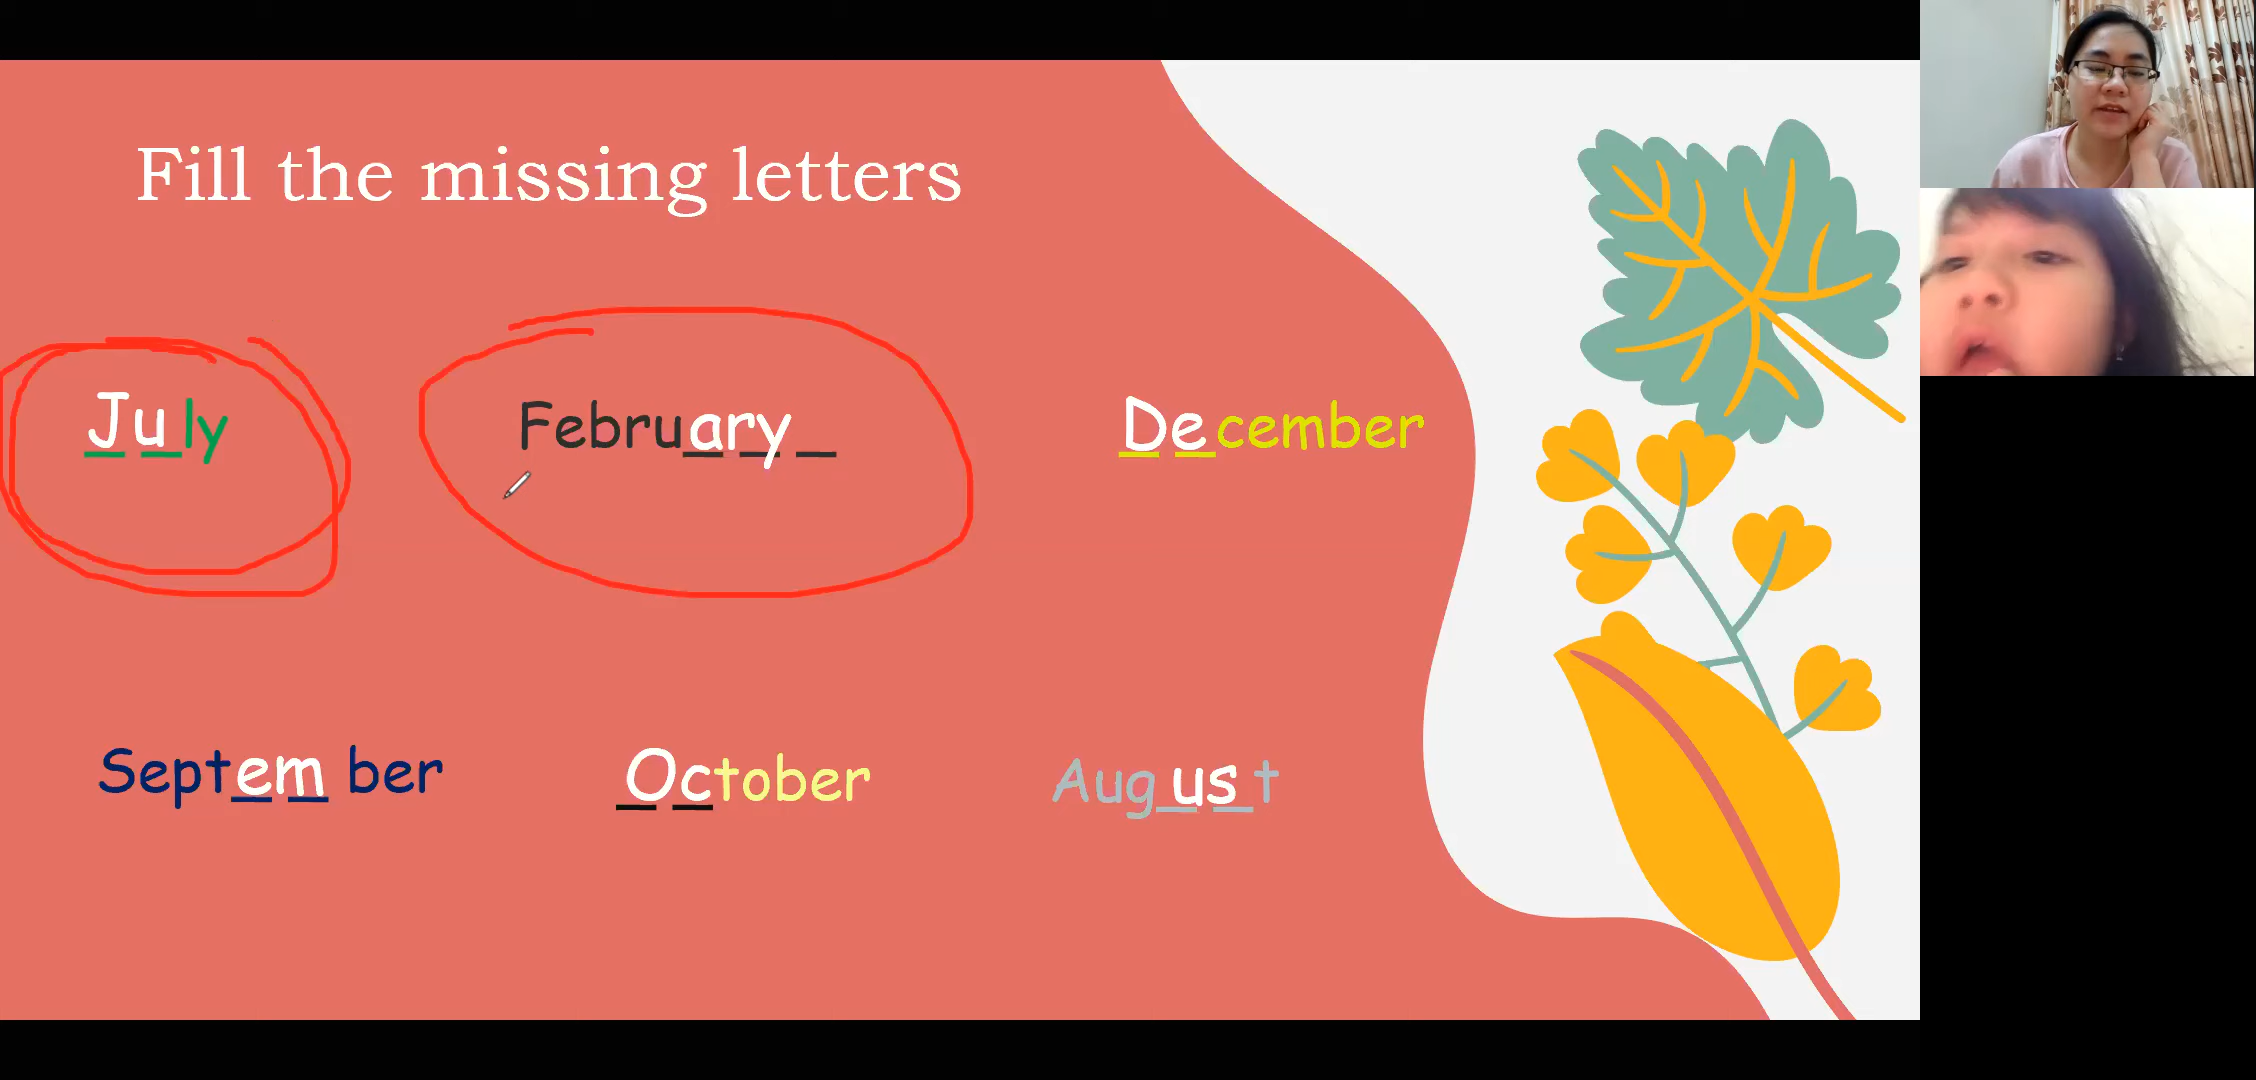 Fill the missing letters
July February December
September October August